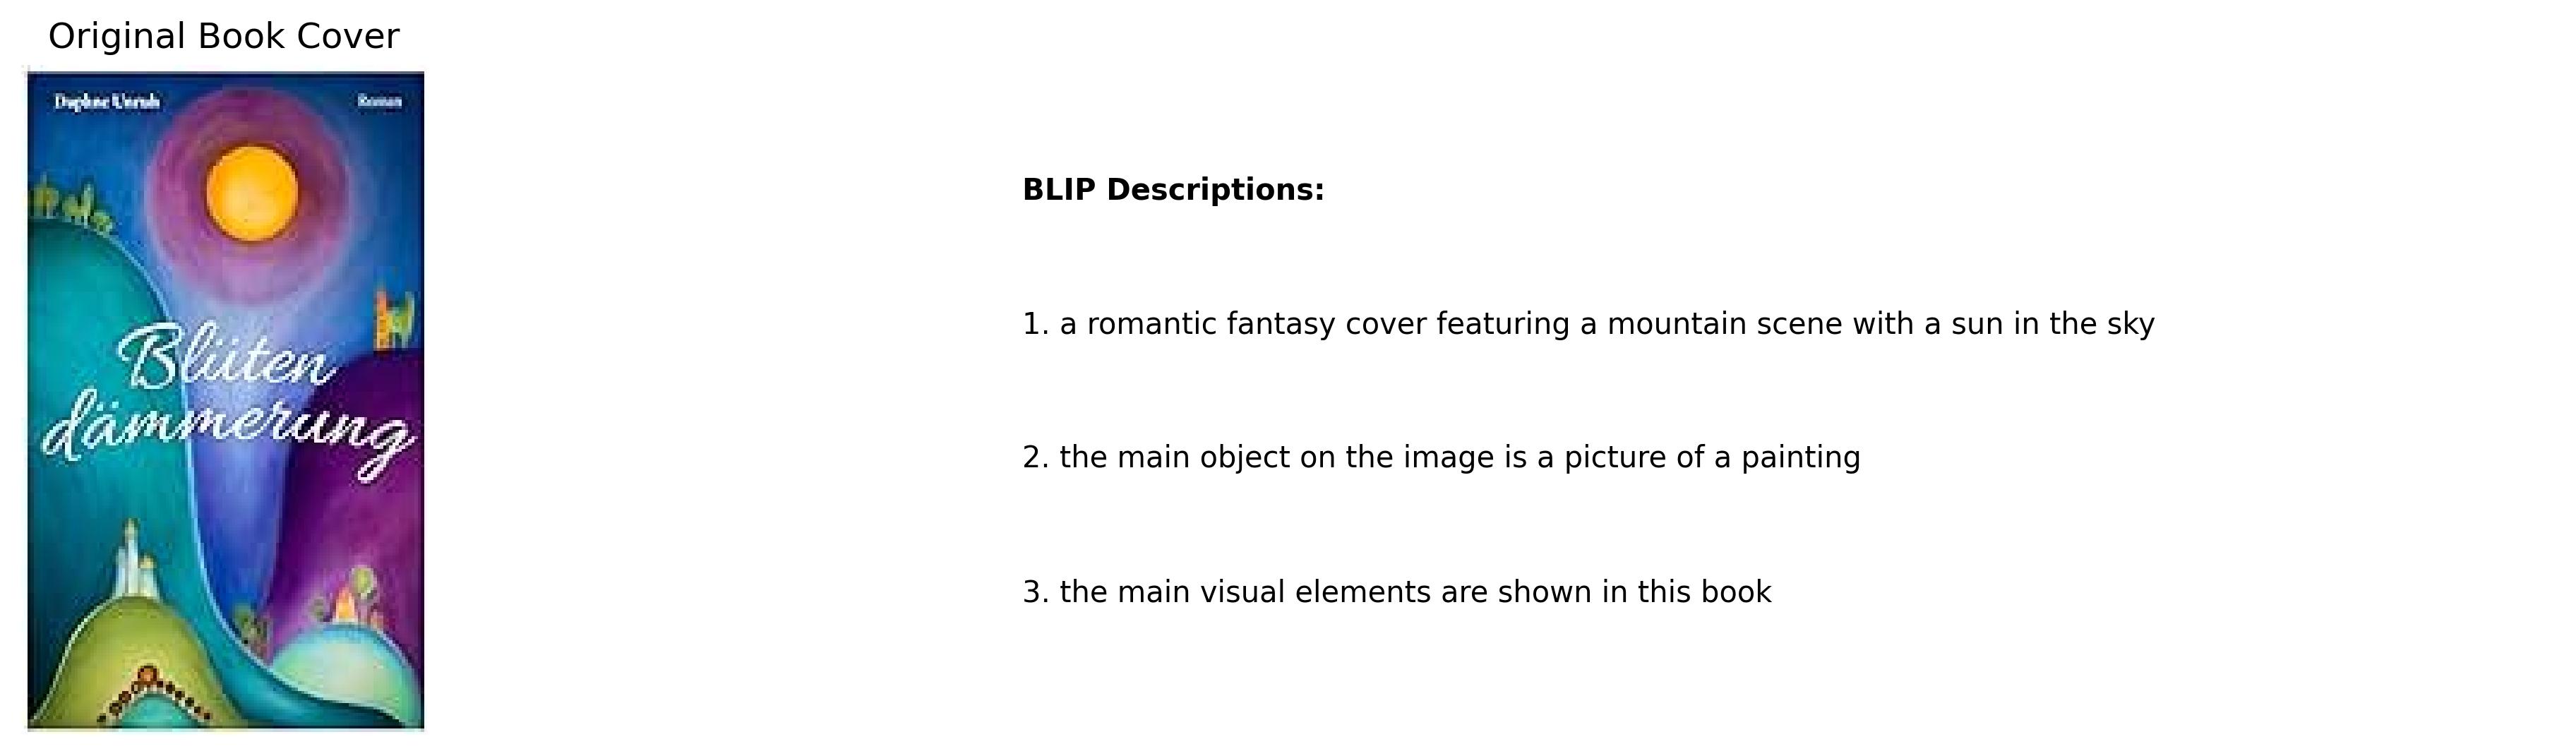 Original Book Cover
Daphne Unruh
Roman
Blüten
dämmerung
BLIP Descriptions:
1. a romantic fantasy cover featuring a mountain scene with a sun in the sky
2. the main object on the image is a picture of a painting
3. the main visual elements are shown in this book